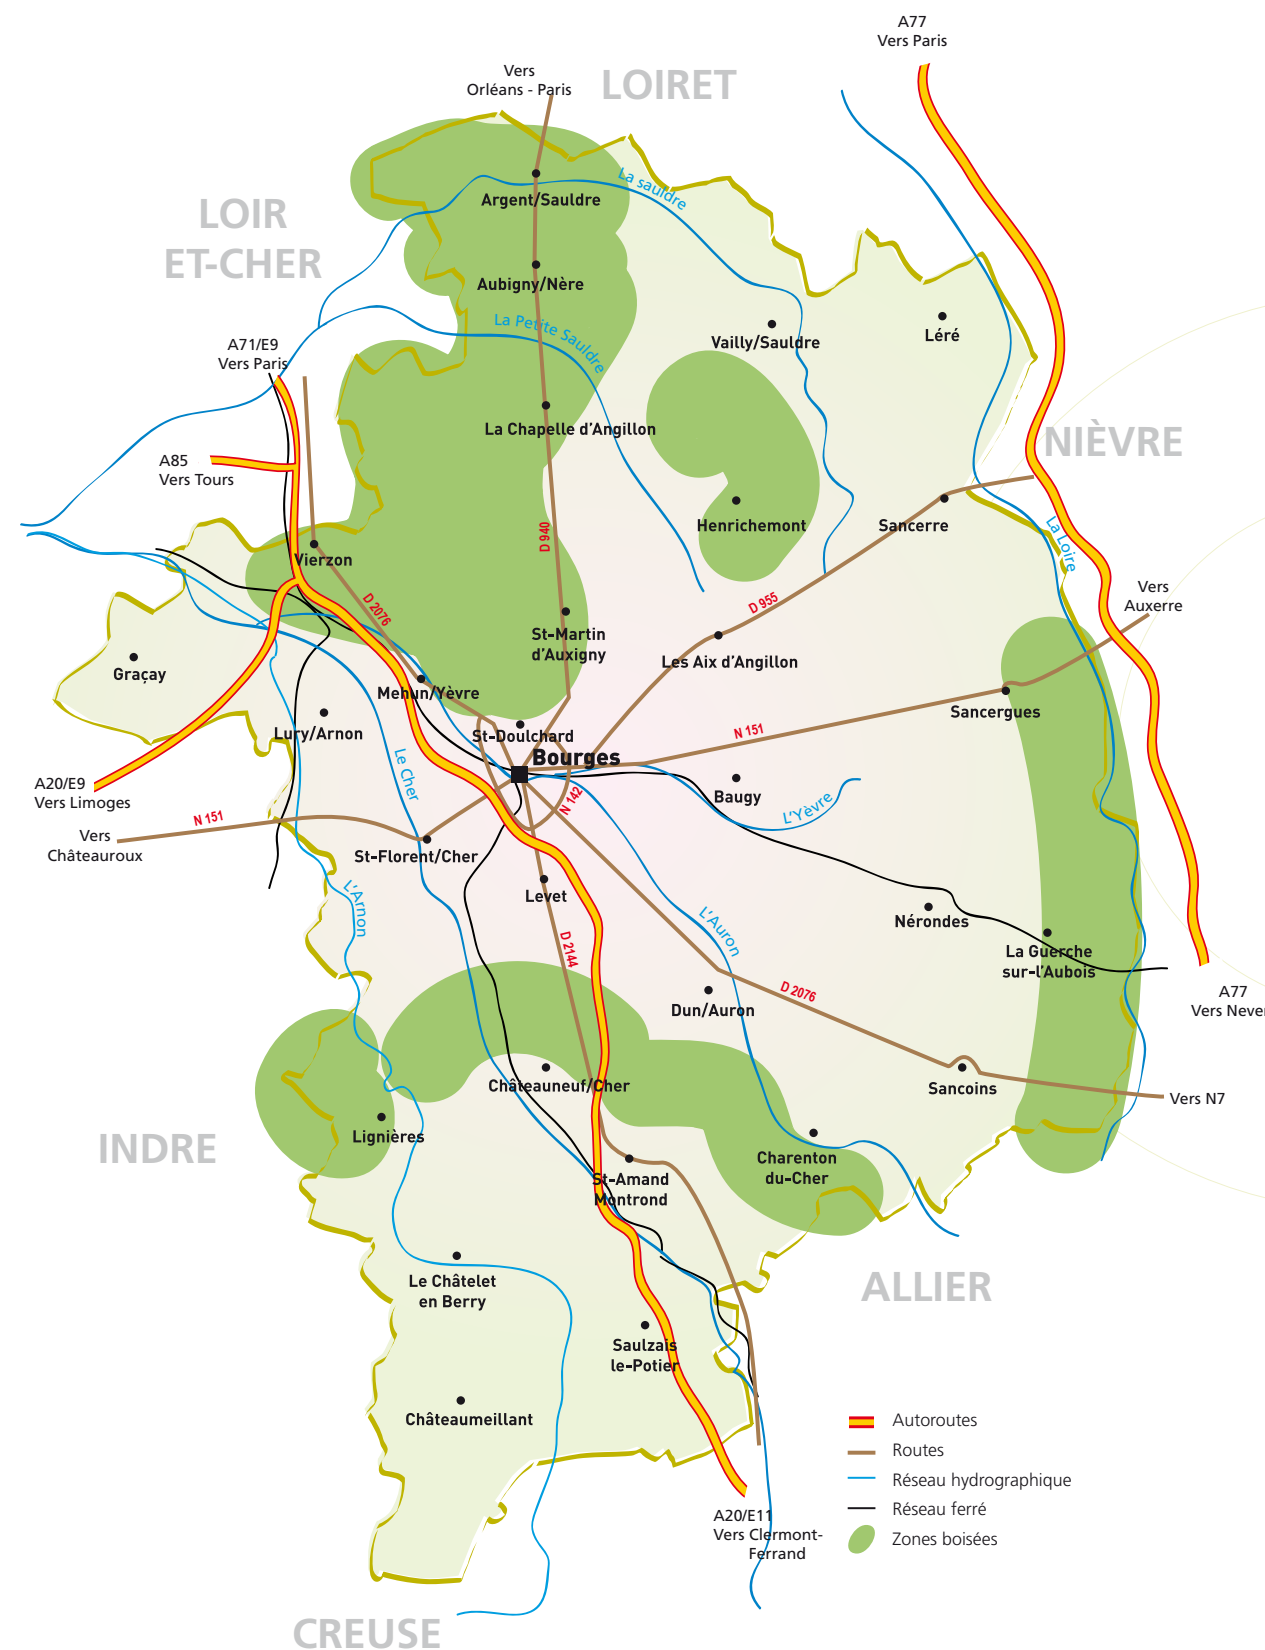 A77
Vers Paris
Vers
Orléans - Paris
LOIRET
La sauldre
Argent/Sauldre
LOIR
ET-CHER
Aubigny/Nère
La Petite Sauldre
Vailly/Sauldre
Léré
A71/E9
Vers Paris
La Chapelle d'Angillon
NIÈVRE
A85
Vers Tours
Henrichemont
Sancerre
D 940
La Loire
Vierzon
D 2076
D 955
Vers
Auxerre
St-Martin
d'Auxigny
Les Aix d'Angillon
Graçay
Mehun/Yèvre
Sancergues
Lury/Arnon
St-Doulchard
N 151
Bourges
Le Cher
A20/E9
Vers Limoges
N 151
N 142
Baugy
L'Yèvre
Vers
Châteauroux
St-Florent/Cher
Levet
L'Arnon
L'Auron
Nérondes
D 2144
La Guerche
sur-l'Aubois
D 2076
Dun/Auron
A77
Vers Never
Châteauneuf/Cher
Sancoins
Vers N7
Lignières
INDRE
Charenton
du-Cher
St-Amand
Montrond
Le Châtelet
en Berry
ALLIER
Saulzais
le-Potier
Châteaumeillant
Autoroutes
Routes
Réseau hydrographique
Réseau ferré
Zones boisées
A20/E11
Vers Clermont-
Ferrand
CREUSE